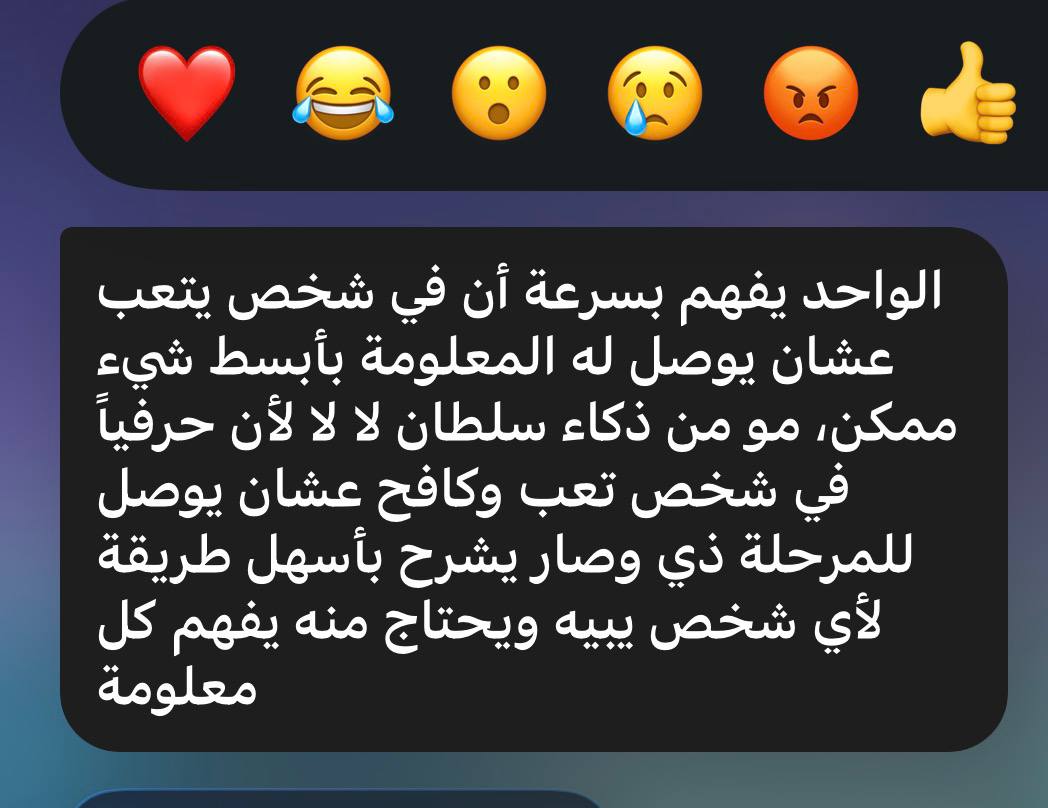 الواحد يفهم بسرعة أن في شخص يتعب
عشان يوصل له المعلومة بأبسط شيء
ممكن، مو من ذكاء سلطان لا لا لأن حرفياً
في شخص تعب وكافح عشان يوصل
للمرحلة ذي وصار يشرح بأسهل طريقة
لأي شخص يبيه ويحتاج منه يفهم كل
معلومة